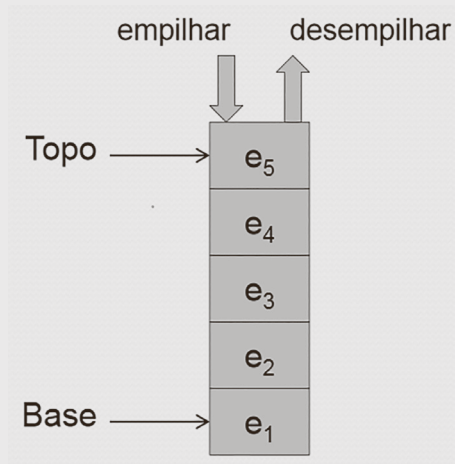 empilhar desempilhar
Topo
e₅
e₄
e₃
e₂
Base
e₁